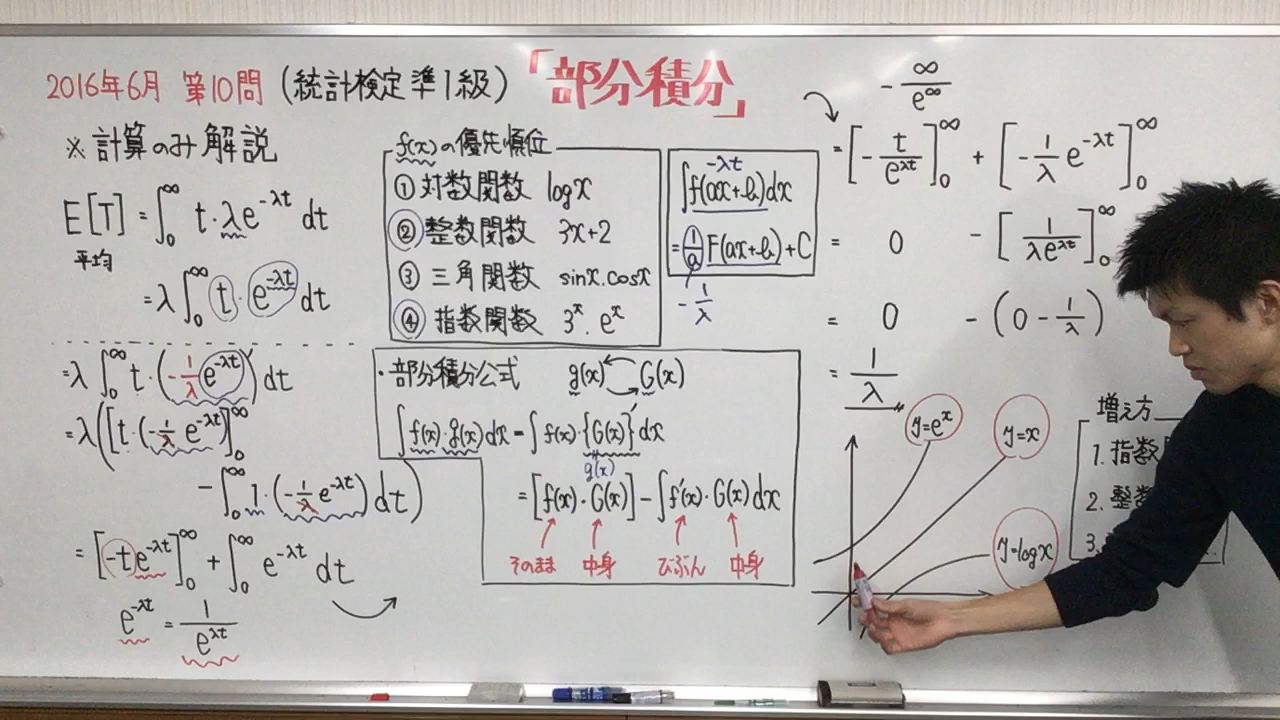 2016年6月 第10問 (統計検定準1級) 「部分積分」
※計算のみ解説
E[T] = ∫₀^∞ t・λe^{-λt} dt
平均
= λ∫₀^∞ t・e^{-λt} dt
= λ∫₀^∞ t・(-1/λ e^{-λt})' dt
= λ([t・(-1/λ e^{-λt})]₀^∞
- ∫₀^∞ 1・(-1/λ e^{-λt}) dt)
= [-te^{-λt}]₀^∞ + ∫₀^∞ e^{-λt} dt
e^{-λt} = 1/e^{λt}
f(x)の優先順位
① 対数関数 logx
② 整数関数 3x+2
③ 三角関数 sinx.cosx
④ 指数関数 3^x. e^x
-λt
∫f(ax+b)dx
= 1/a F(ax+b)+C
-1/λ
・部分積分公式 g(x) G(x)
∫f(x)・g(x)dx = ∫f(x)・{G(x)}'dx
g(x)
= [f(x)・G(x)] - ∫f'(x)・G(x)dx
そのまま 中身 びぶん 中身
- ∞/e^∞
= [-t/e^{λt}]₀^∞ + [-1/λ e^{-λt}]₀^∞
= 0 - [1/λe^{λt}]₀^∞
= 0 - (0 - 1/λ)
= 1/λ
y=e^x
y=x
y=logx
増え方
1. 指数
2. 整数
3.